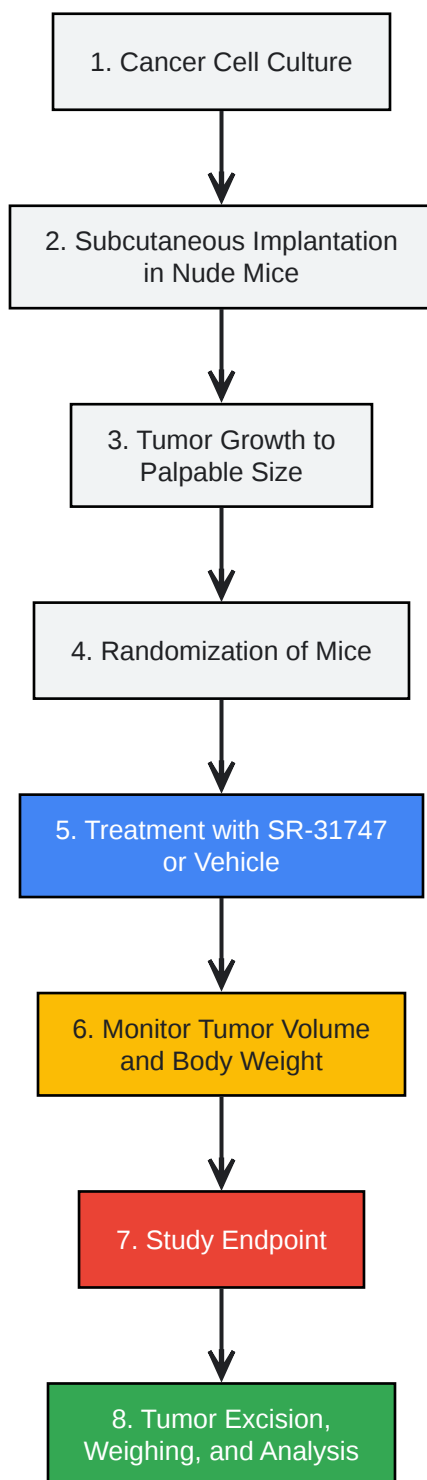 1. Cancer Cell Culture
2. Subcutaneous Implantation
in Nude Mice
3. Tumor Growth to
Palpable Size
4. Randomization of Mice
5. Treatment with SR-31747
or Vehicle
6. Monitor Tumor Volume
and Body Weight
7. Study Endpoint
8. Tumor Excision,
Weighing, and Analysis